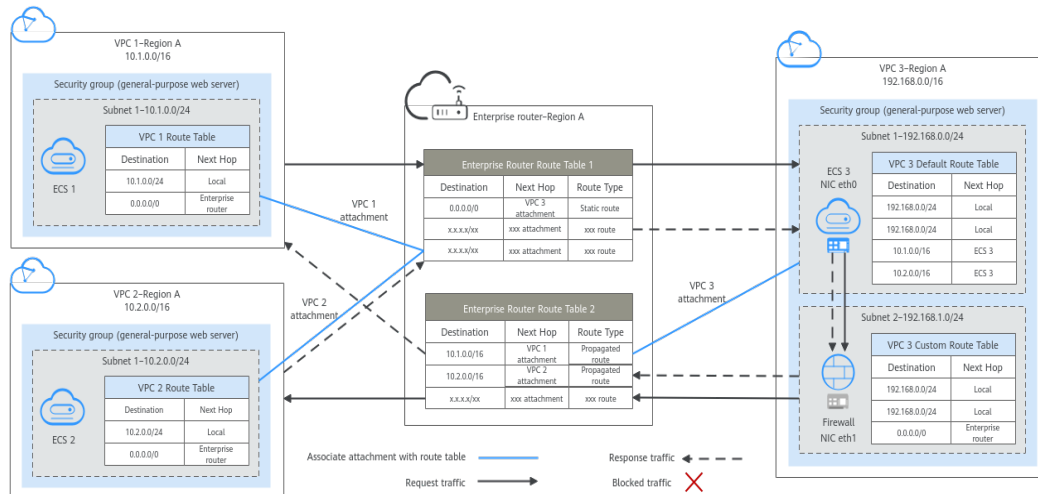 VPC 1-Region A
10.1.0.0/16
Security group (general-purpose web server)
Subnet 1-10.1.0.0/24
VPC 1 Route Table
Destination Next Hop
10.1.0.0/24 Local
0.0.0.0/0 Enterprise router
ECS 1
VPC 2-Region A
10.2.0.0/16
Security group (general-purpose web server)
Subnet 1-10.2.0.0/24
VPC 2 Route Table
Destination Next Hop
10.2.0.0/24 Local
0.0.0.0/0 Enterprise router
ECS 2
VPC 1
attachment
VPC 2
attachment
Enterprise router-Region A
Enterprise Router Route Table 1
Destination Next Hop Route Type
0.0.0.0/0 VPC 3 attachment Static route
x.x.x.x/xx xxx attachment xxx route
x.x.x.x/xx xxx attachment xxx route
Enterprise Router Route Table 2
Destination Next Hop Route Type
10.1.0.0/16 VPC 1 attachment Propagated route
10.2.0.0/16 VPC 2 attachment Propagated route
x.x.x.x/xx xxx attachment xxx route
VPC 3
attachment
VPC 3-Region A
192.168.0.0/16
Security group (general-purpose web server)
Subnet 1-192.168.0.0/24
ECS 3
NIC eth0
VPC 3 Default Route Table
Destination Next Hop
192.168.0.0/24 Local
192.168.0.0/24 Local
10.1.0.0/16 ECS 3
10.2.0.0/16 ECS 3
Subnet 2-192.168.1.0/24
VPC 3 Custom Route Table
Destination Next Hop
192.168.0.0/24 Local
192.168.0.0/24 Local
0.0.0.0/0 Enterprise router
Firewall
NIC eth1
Associate attachment with route table
Response traffic
Request traffic
Blocked traffic